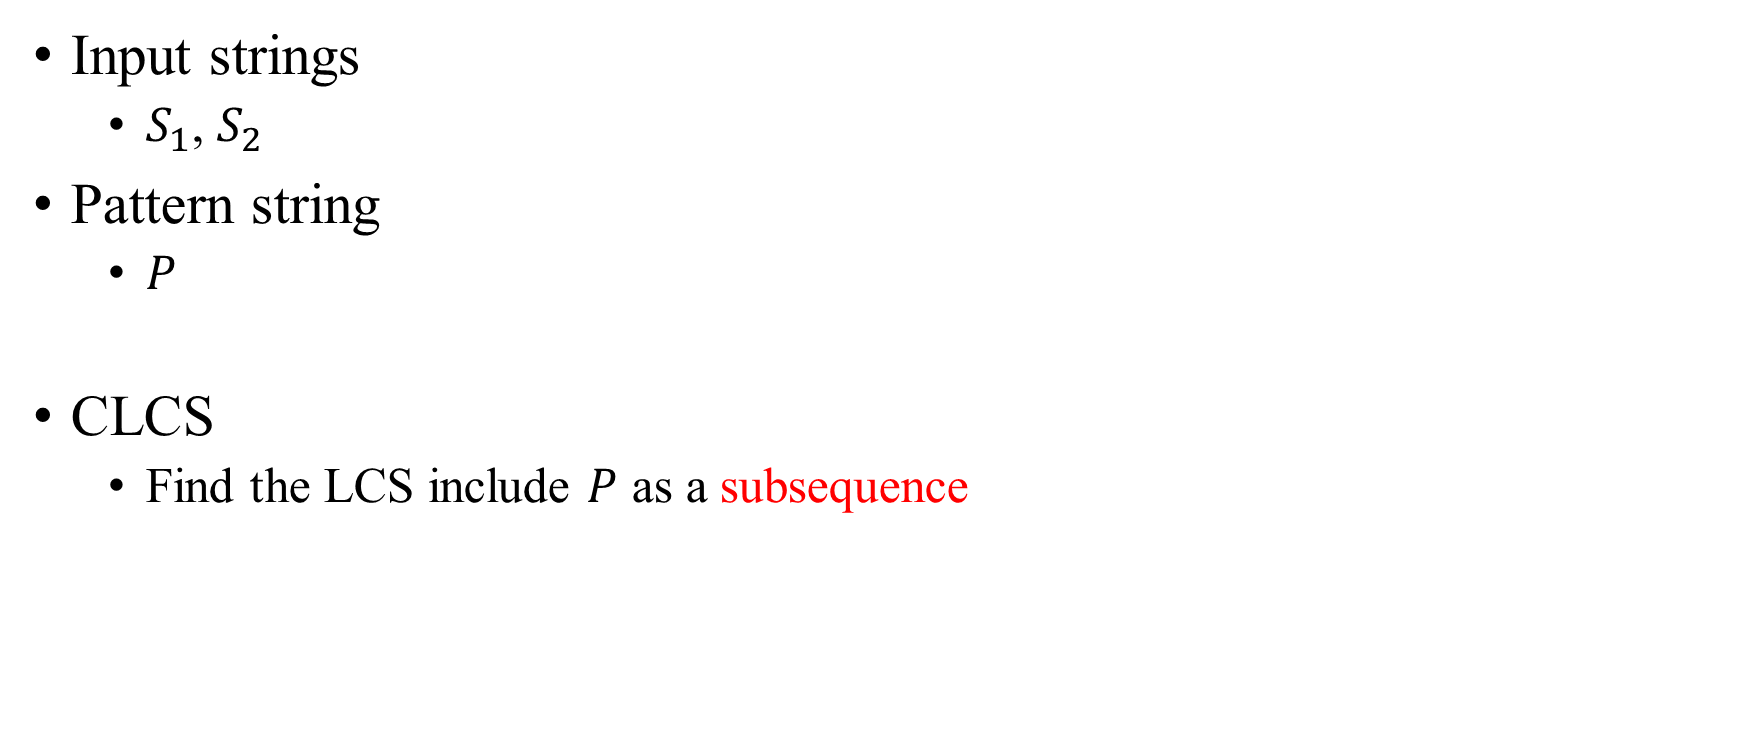 • Input strings
• S₁, S₂
• Pattern string
• P
• CLCS
• Find the LCS include P as a subsequence